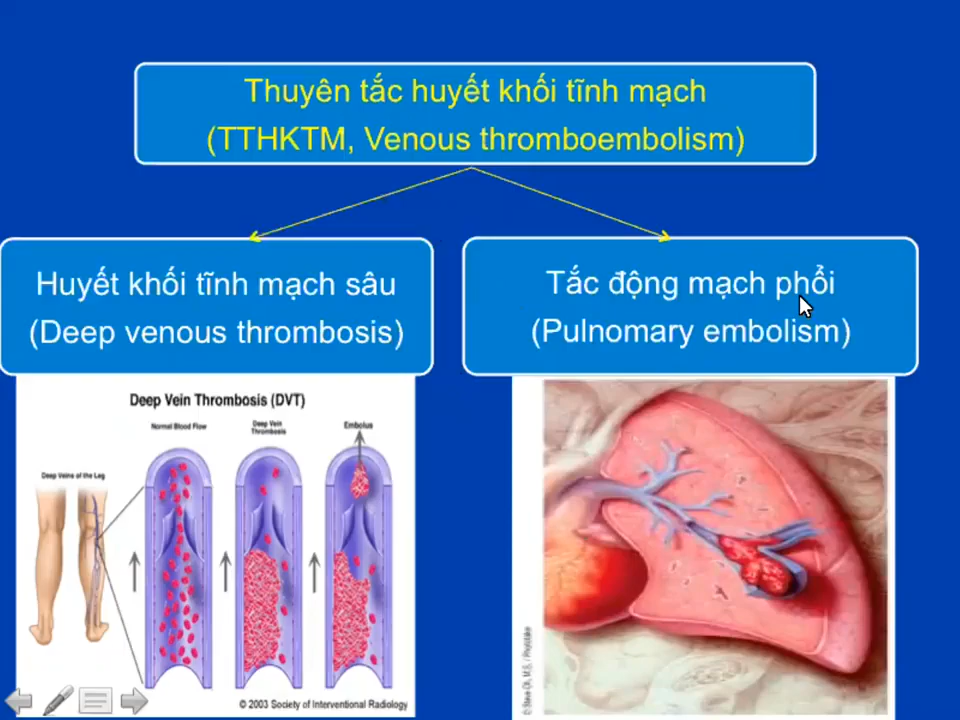 Thuyên tắc huyết khối tĩnh mạch
(TTHKTM, Venous thromboembolism)
Huyết khối tĩnh mạch sâu
(Deep venous thrombosis)
Tắc động mạch phổi
(Pulnomary embolism)
Deep Vein Thrombosis (DVT)
Normal Blood Flow
Deep Vein
Thrombosis
Embolus
Deep Veins of the Leg
© 2003 Society of Interventional Radiology